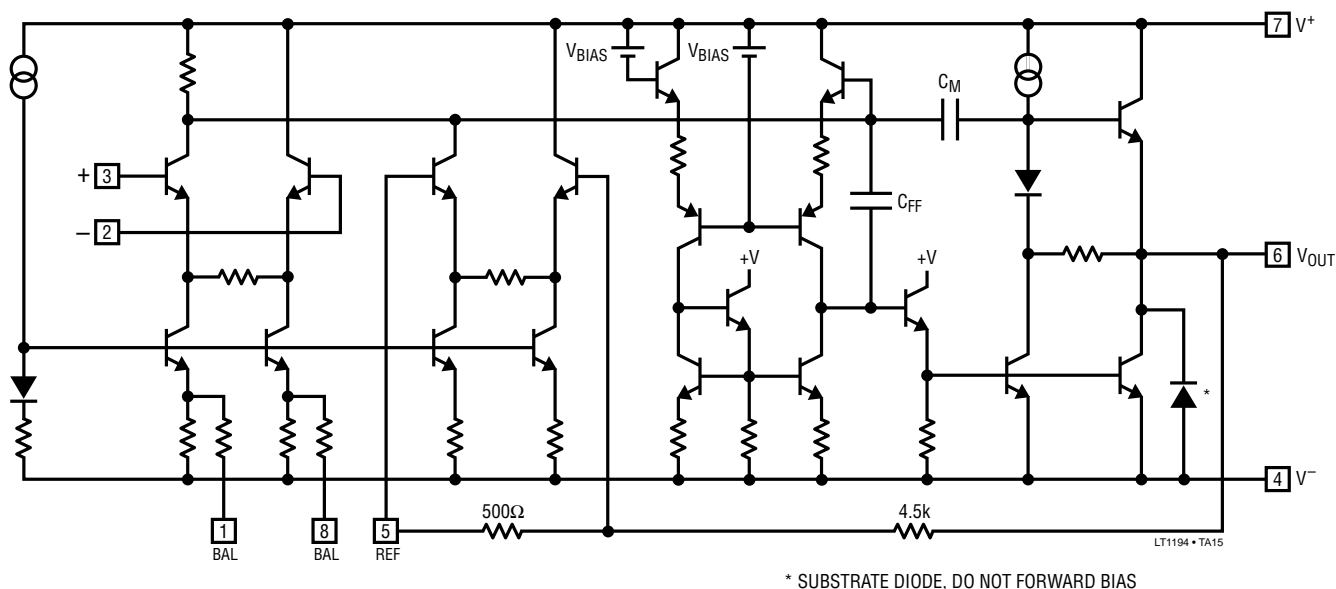 7 V+
VBIAS
VBIAS
CM
+ 3
CFF
– 2
+V
+V
6 VOUT
*
4 V–
500Ω
4.5k
1
8
5
BAL
BAL
REF
LT1194 • TA15
* SUBSTRATE DIODE, DO NOT FORWARD BIAS